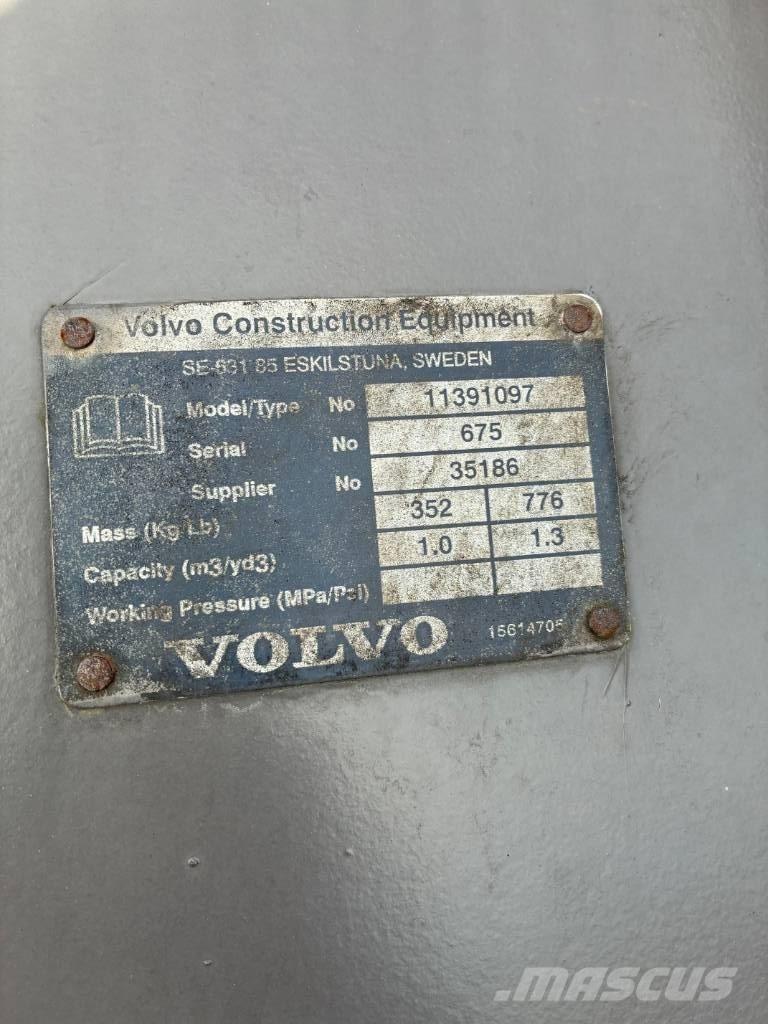 Volvo Construction Equipment
SE-631 85 ESKILSTUNA, SWEDEN
Model/Type No 11391097
Serial No 675
Supplier No 35186
Mass (Kg/Lb) 352 776
Capacity (m3/yd3) 1.0 1.3
Working Pressure (MPa/Psi)
VOLVO 15614705
MASCUS